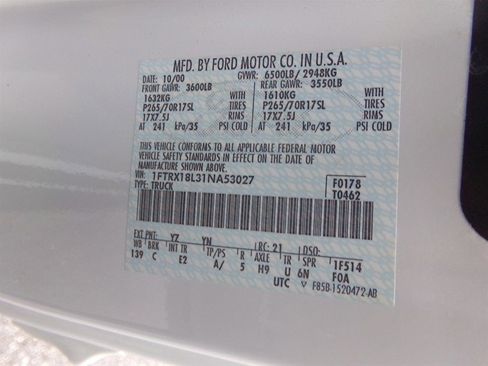 MFD. BY FORD MOTOR CO. IN U.S.A.
DATE: 10/00 GVWR: 6500LB/ 2948KG
FRONT GAWR: 3600LB REAR GAWR: 3550LB
1632KG WITH 1610KG WITH
P265/70R17SL TIRES P265/70R17SL TIRES
17X7.5J RIMS 17X7.5J RIMS
AT 241 kPa/35 PSI COLD AT 241 kPa/35 PSI COLD
THIS VEHICLE CONFORMS TO ALL APPLICABLE FEDERAL MOTOR
VEHICLE SAFETY STANDARDS IN EFFECT ON THE DATE OF
MANUFACTURE SHOWN ABOVE.
VIN: 1FTRX18L31NA53027 F0178
TYPE: TRUCK T0462
EXT PNT: YZ YN RC: 21 DSO:
WB BRK INT TR TP/PS R AXLE TR SPR 1F514
139 C E2 A/ 5 H9 U 6N F0A
UTC ▽ F85B-1520472-AB